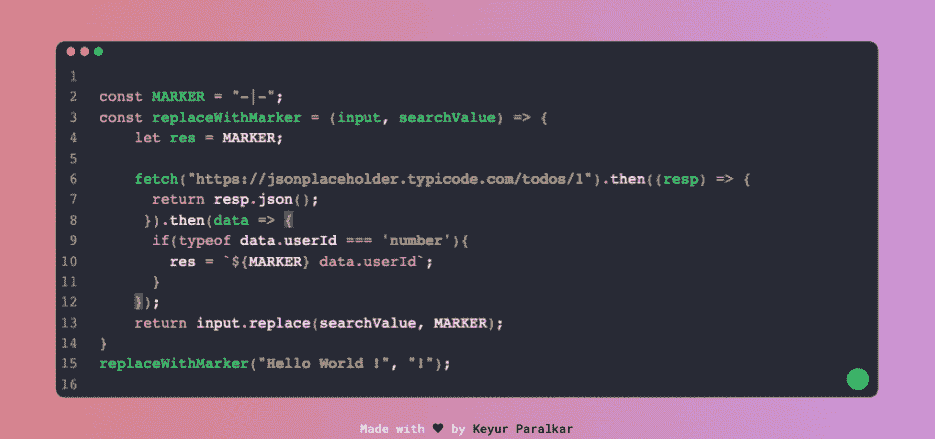 1
2 const MARKER = "-|-";
3 const replaceWithMarker = (input, searchValue) => {
4 let res = MARKER;
5
6 fetch("https://jsonplaceholder.typicode.com/todos/1").then((resp) => {
7 return resp.json();
8 }).then(data => {
9 if(typeof data.userId === 'number'){
10 res = `${MARKER} data.userId`;
11 }
12 });
13 return input.replace(searchValue, MARKER);
14 }
15 replaceWithMarker("Hello World !", "!");
16
Made with ♥ by Keyur Paralkar